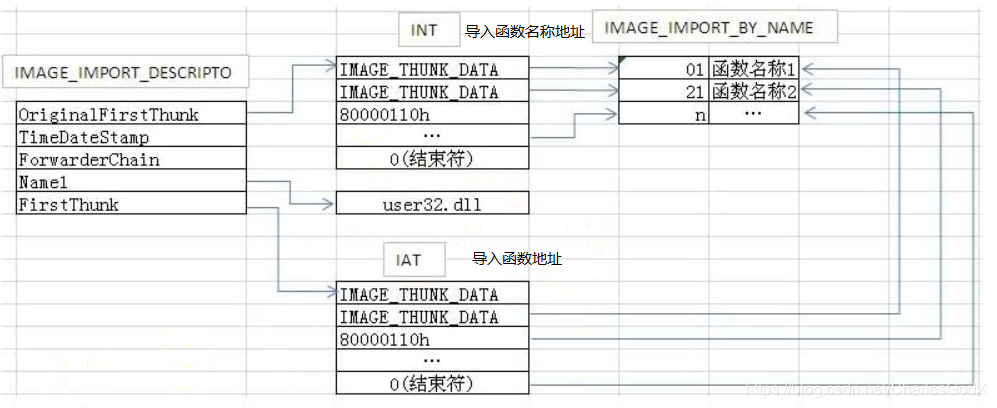 INT 导入函数名称地址
IMAGE_IMPORT_BY_NAME
IMAGE_IMPORT_DESCRIPTO
OriginalFirstThunk
TimeDateStamp
ForwarderChain
Name1
FirstThunk
IMAGE_THUNK_DATA
IMAGE_THUNK_DATA
80000110h
…
0(结束符)
01 函数名称1
21 函数名称2
n …
user32.dll
IAT 导入函数地址
IMAGE_THUNK_DATA
IMAGE_THUNK_DATA
80000110h
…
0(结束符)
https://blog.csdn.net/CharlesGodX